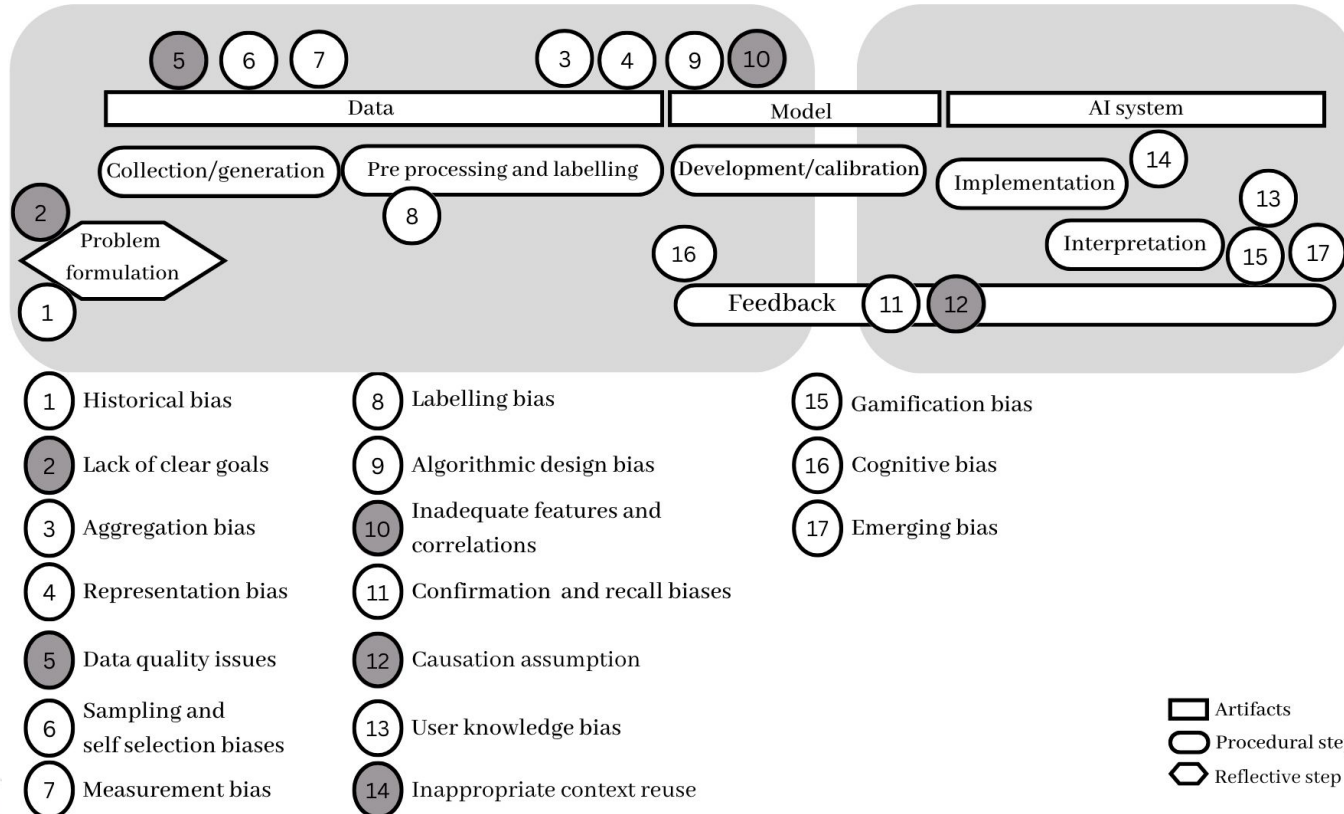 5 6 7 3 4 9 10
Data Model AI system
Collection/generation Pre processing and labelling Development/calibration Implementation 14
2 8 13
Problem
formulation
16 Interpretation 15 17
1 Feedback 11 12
1 Historical bias
2 Lack of clear goals
3 Aggregation bias
4 Representation bias
5 Data quality issues
6 Sampling and
self selection biases
7 Measurement bias
8 Labelling bias
9 Algorithmic design bias
10 Inadequate features and
correlations
11 Confirmation and recall biases
12 Causation assumption
13 User knowledge bias
14 Inappropriate context reuse
15 Gamification bias
16 Cognitive bias
17 Emerging bias
Artifacts
Procedural ste
Reflective step